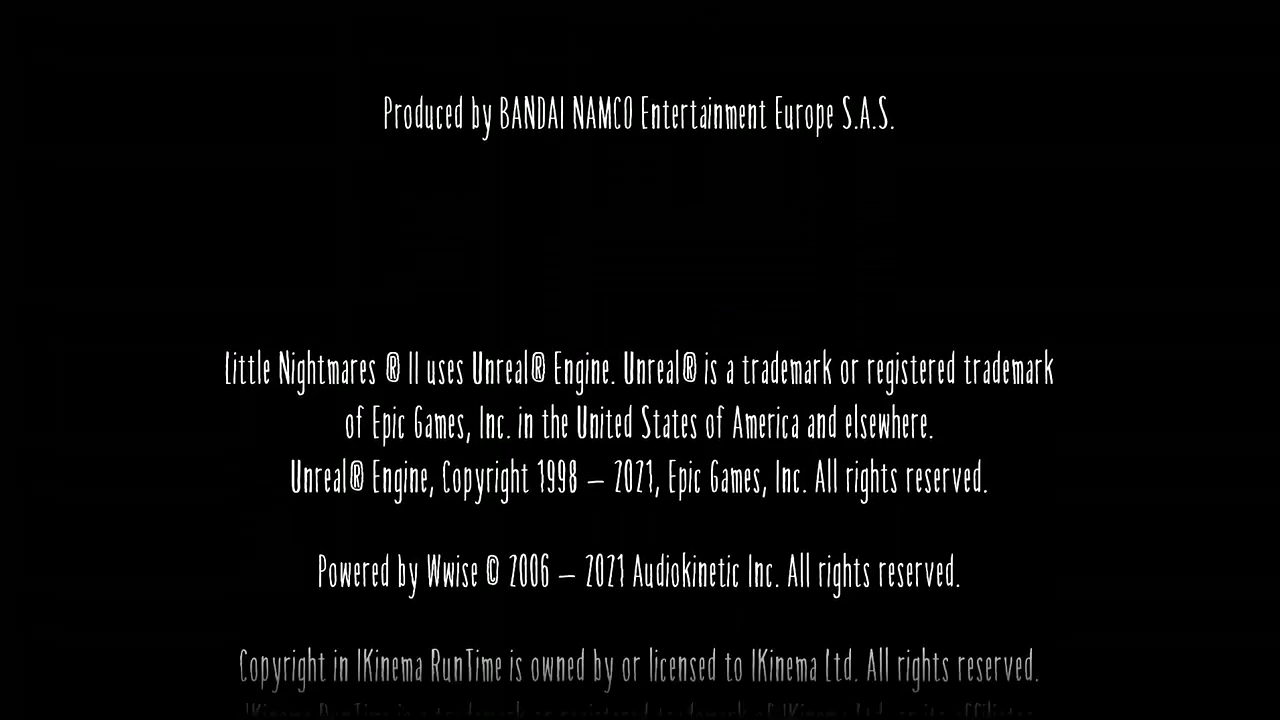 Produced by BANDAI NAMCO Entertainment Europe S.A.S.
Little Nightmares ® II uses Unreal® Engine. Unreal® is a trademark or registered trademark
of Epic Games, Inc. in the United States of America and elsewhere.
Unreal® Engine, Copyright 1998 – 2021, Epic Games, Inc. All rights reserved.
Powered by Wwise © 2006 – 2021 Audiokinetic Inc. All rights reserved.
Copyright in IKinema RunTime is owned by or licensed to IKinema Ltd. All rights reserved.